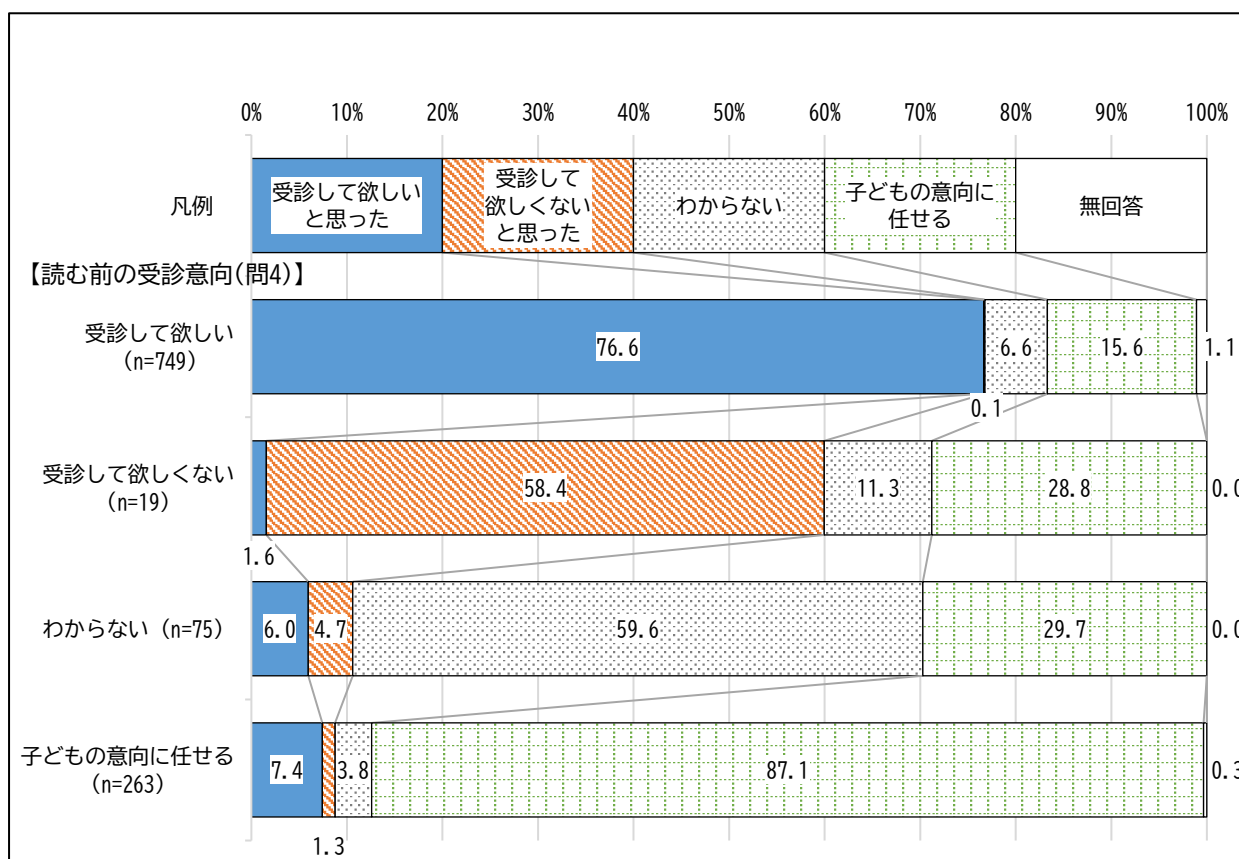 0% 10% 20% 30% 40% 50% 60% 70% 80% 90% 100%
凡例
受診して欲しい
と思った
受診して
欲しくない
と思った
わからない
子どもの意向に
任せる
無回答
【読む前の受診意向(問4)】
受診して欲しい
(n=749)
76.6 6.6 15.6 1.1
0.1
受診して欲しくない
(n=19)
58.4 11.3 28.8 0.0
1.6
わからない (n=75)
6.0 4.7 59.6 29.7 0.0
子どもの意向に任せる
(n=263)
7.4 3.8 87.1 0.3
1.3